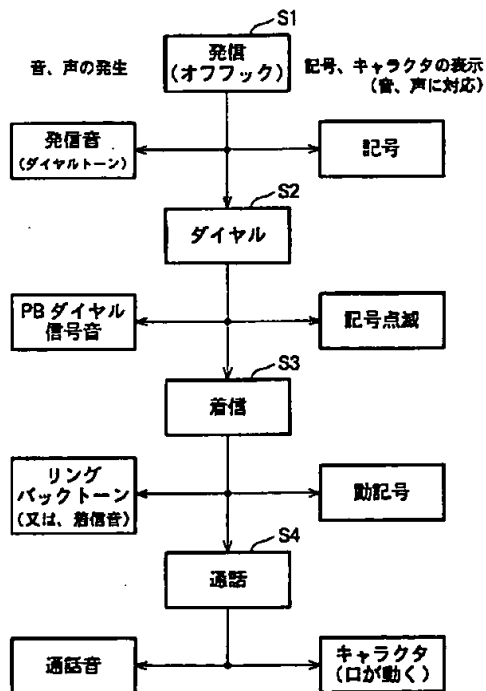 S1
発信
(オフフック)
音、声の発生
記号、キャラクタの表示
(音、声に対応)
発信音
(ダイヤルトーン)
記号
S2
ダイヤル
PBダイヤル
信号音
記号点滅
S3
着信
リング
バックトーン
(又は、着信音)
動記号
S4
通話
通話音
キャラクタ
(口が動く)